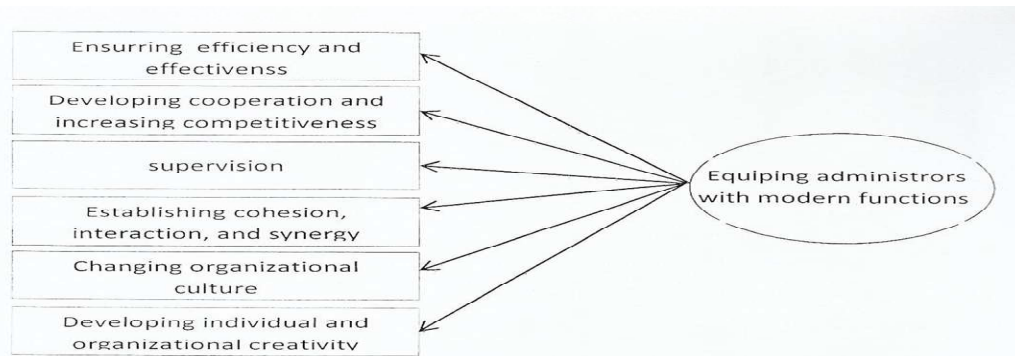 Ensurring efficiency and
effectivenss
Developing cooperation and
increasing competitiveness
supervision
Establishing cohesion,
interaction, and synergy
Changing organizational
culture
Developing individual and
organizational creativity
Equiping administrors
with modern functions